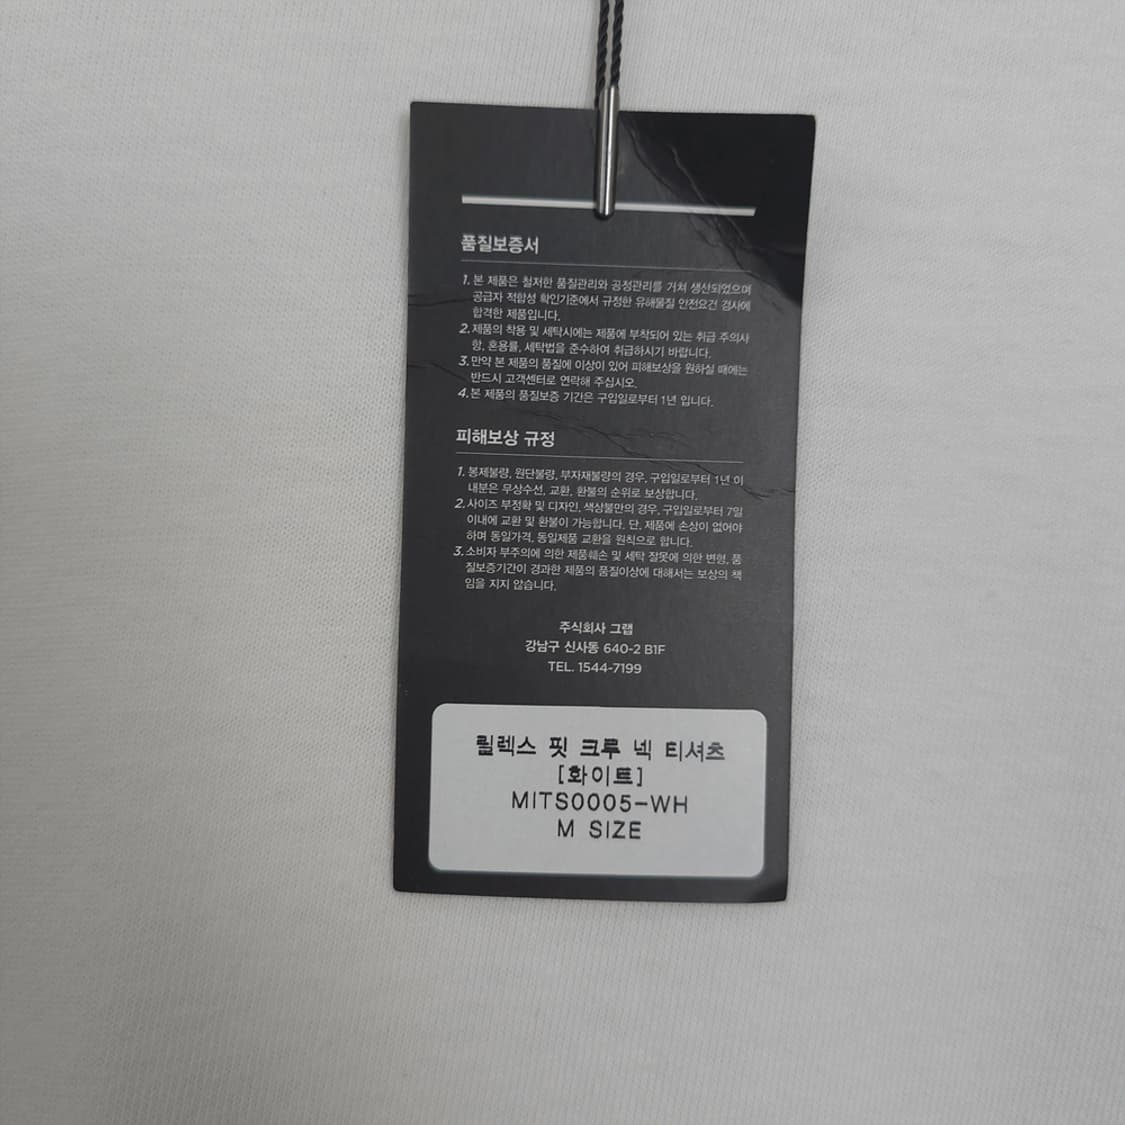 품질보증서
1. 본 제품은 철저한 품질관리와 공정관리를 거쳐 생산되었으며
공급자 적합성 확인기준에서 규정한 유해물질 안전요건 검사에
합격한 제품입니다.
2. 제품의 착용 및 세탁시에는 제품에 부착되어 있는 취급 주의사
항, 혼용률, 세탁법을 준수하여 취급하시기 바랍니다.
3. 만약 본 제품의 품질에 이상이 있어 피해보상을 원하실 때에는
반드시 고객센터로 연락해 주십시오.
4. 본 제품의 품질보증 기간은 구입일로부터 1년 입니다.
피해보상 규정
1. 봉제불량, 원단불량, 부자재불량의 경우, 구입일로부터 1년 이
내분은 무상수선, 교환, 환불의 순위로 보상합니다.
2. 사이즈 부정확 및 디자인, 색상불만의 경우, 구입일로부터 7일
이내에 교환 및 환불이 가능합니다. 단, 제품에 손상이 없어야
하며 동일가격, 동일제품 교환을 원칙으로 합니다.
3. 소비자 부주의에 의한 제품훼손 및 세탁 잘못에 의한 변형, 품
질보증기간이 경과한 제품의 품질이상에 대해서는 보상의 책
임을 지지 않습니다.
주식회사 그랩
강남구 신사동 640-2 B1F
TEL. 1544-7199
릴렉스 핏 크루 넥 티셔츠
[화이트]
MITS0005-WH
M SIZE